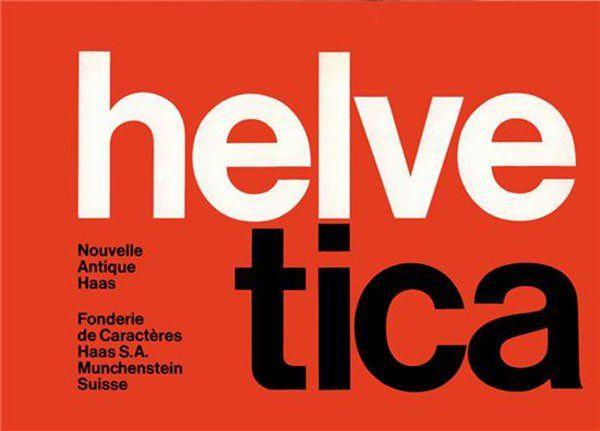 helve
tica
Nouvelle
Antique
Haas
Fonderie
de Caractères
Haas S.A.
Munchenstein
Suisse